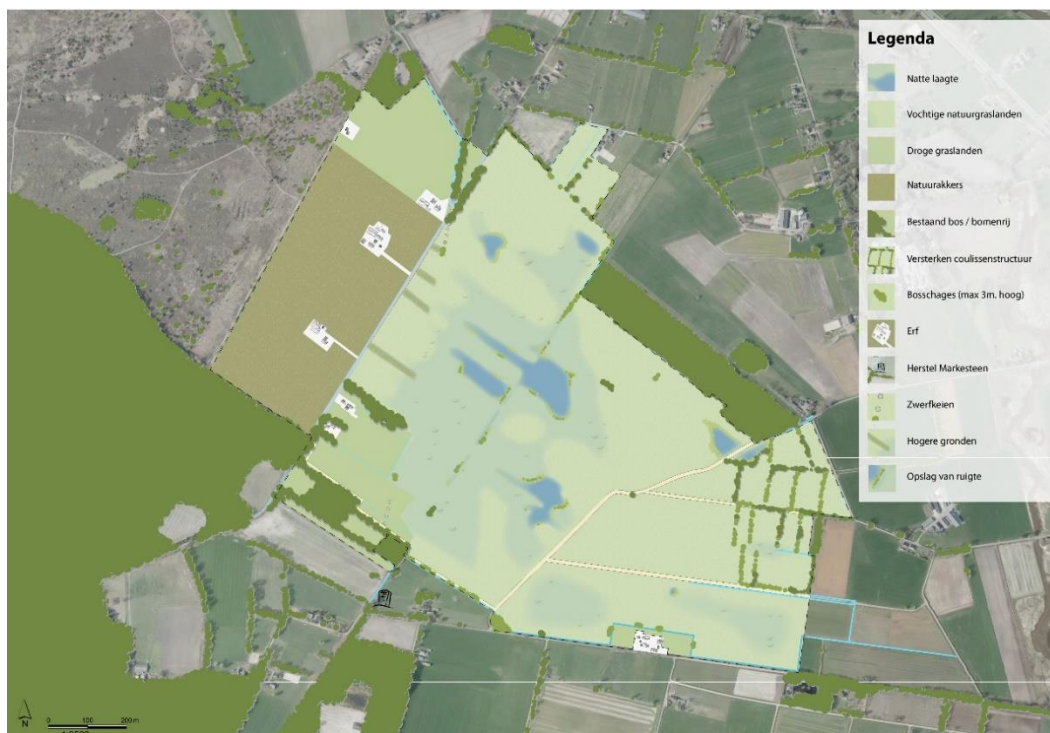 Legenda
Natte laagte
Vochtige natuurgraslanden
Droge graslanden
Natuurakkers
Bestaand bos / bomenrij
Versterken coulissenstructuur
Bosschages (max 3m. hoog)
Erf
Herstel Markesteen
Zwerfkeien
Hogere gronden
Opslag van ruigte
N
0 100 200 m